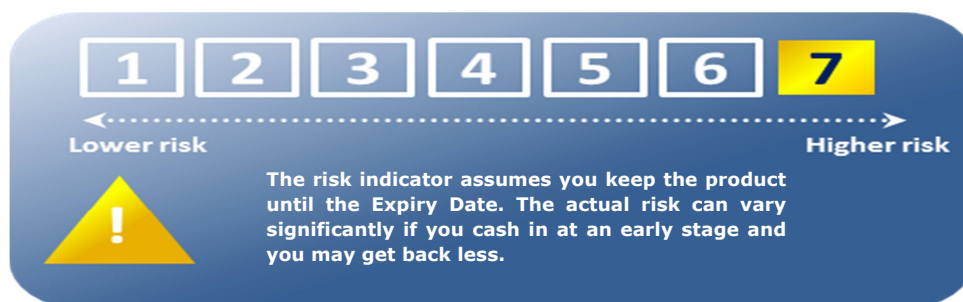 1 2 3 4 5 6 7
Lower risk Higher risk
!
The risk indicator assumes you keep the product
until the Expiry Date. The actual risk can vary
significantly if you cash in at an early stage and
you may get back less.